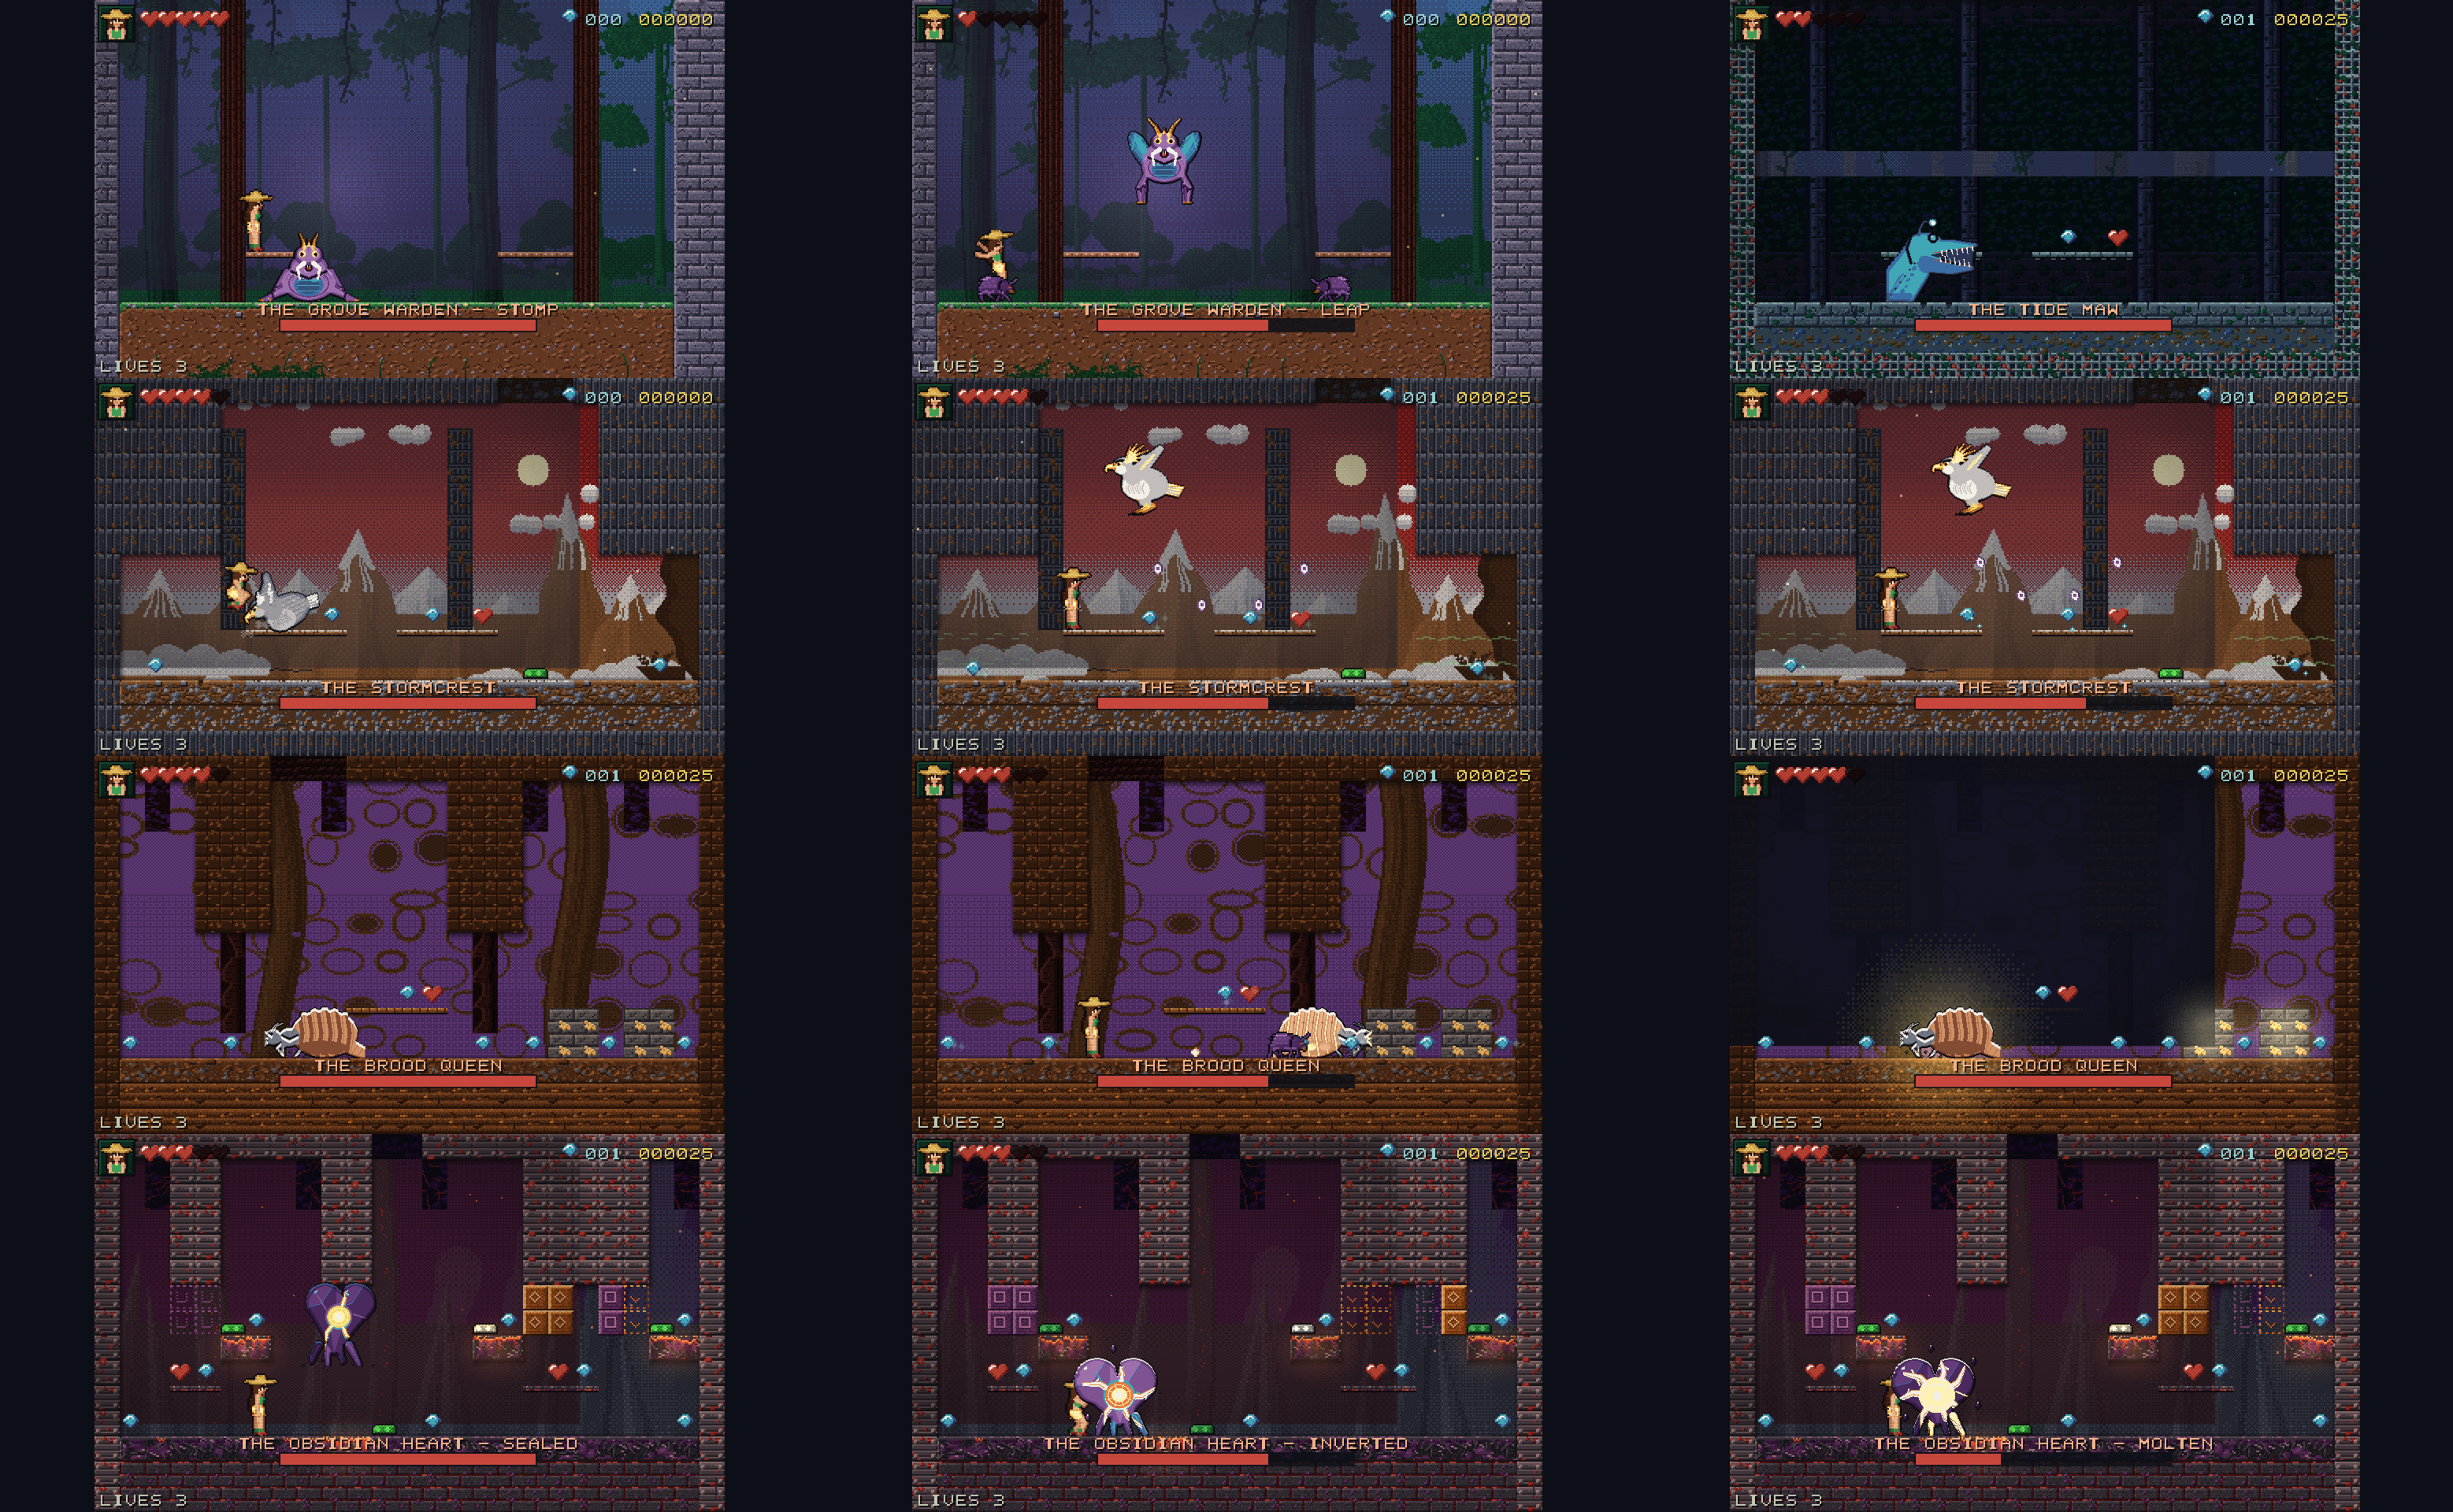 000 000000
THE GROVE WARDEN - STOMP
LIVES 3
000 000000
THE GROVE WARDEN - LEAP
LIVES 3
001 000025
THE TIDE MAW
LIVES 3
000 000000
THE STORMCREST
LIVES 3
001 000025
THE STORMCREST
LIVES 3
001 000025
THE STORMCREST
LIVES 3
001 000025
THE BROOD QUEEN
LIVES 3
001 000025
THE BROOD QUEEN
LIVES 3
001 000025
THE BROOD QUEEN
LIVES 3
001 000025
THE OBSIDIAN HEART - SEALED
LIVES 3
001 000025
THE OBSIDIAN HEART - INVERTED
LIVES 3
001 000025
THE OBSIDIAN HEART - MOLTEN
LIVES 3